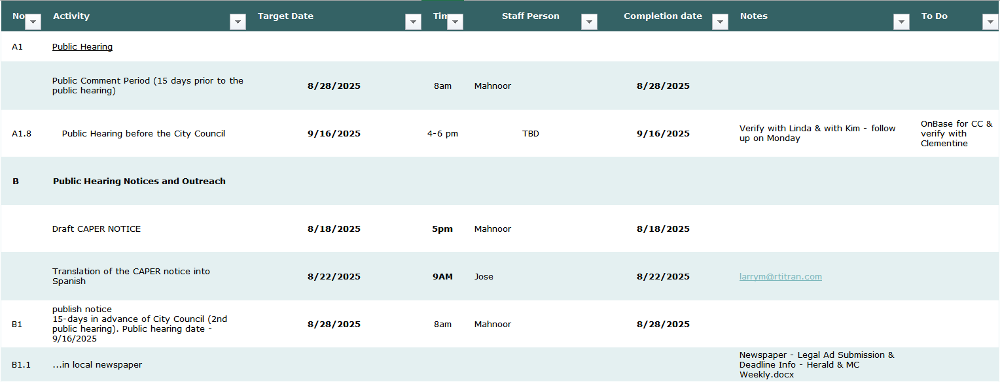 No Activity Target Date Tim Staff Person Completion date Notes To Do
A1 Public Hearing
Public Comment Period (15 days prior to the
public hearing)
8/28/2025 8am Mahnoor 8/28/2025
A1.8 Public Hearing before the City Council 9/16/2025 4-6 pm TBD 9/16/2025
Verify with Linda & with Kim - follow
up on Monday
OnBase for CC &
verify with
Clementine
B Public Hearing Notices and Outreach
Draft CAPER NOTICE 8/18/2025 5pm Mahnoor 8/18/2025
Translation of the CAPER notice into
Spanish
8/22/2025 9AM Jose 8/22/2025 larrym@rtitran.com
B1
publish notice
15-days in advance of City Council (2nd
public hearing). Public hearing date -
9/16/2025
8/28/2025 8am Mahnoor 8/28/2025
B1.1 ...in local newspaper
Newspaper - Legal Ad Submission &
Deadline Info - Herald & MC
Weekly.docx